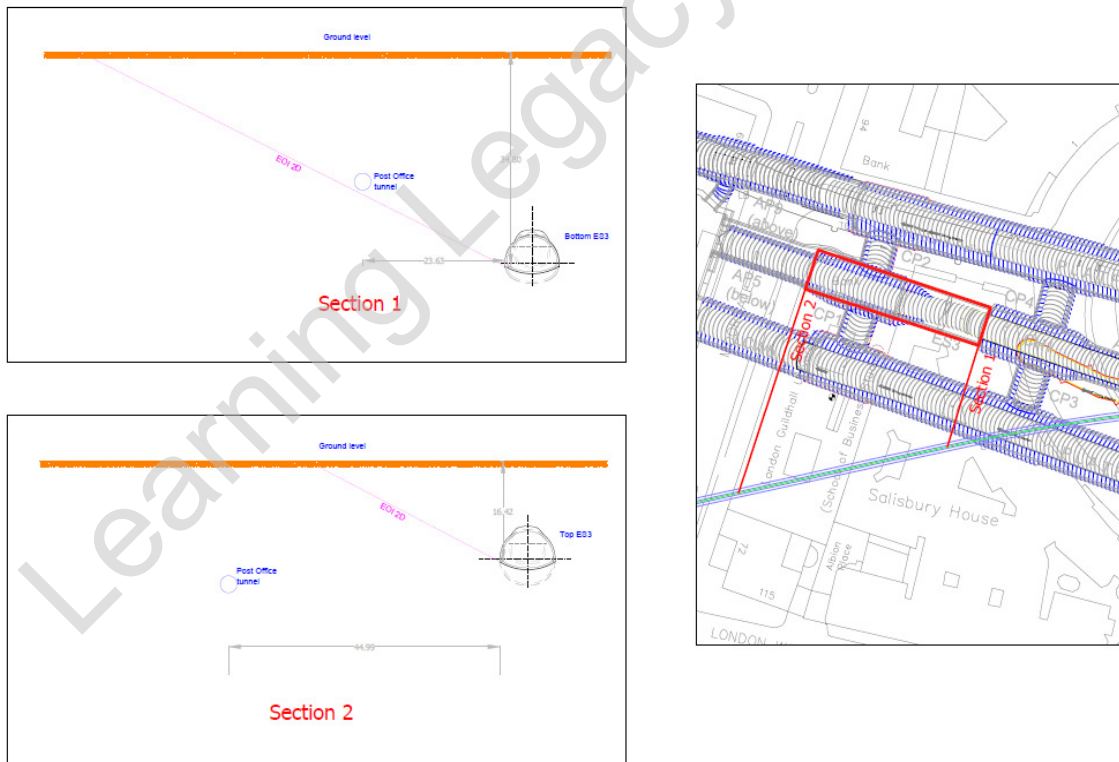 Ground level
EOI 2D
34.80
Post Office
tunnel
Bottom E03
23.63
Section 1
Ground level
EOI 2D
16.42
Top E03
Post Office
tunnel
44.99
Section 2
94
Bank
AP6
(above)
CP2
CP4
AP5
(below)
CP1
ES3
Section 2
Section 1
CP3
London Guildhall
(School of Business
Salisbury House
72
Albion
Place
115
LONDON
Learning Legacy